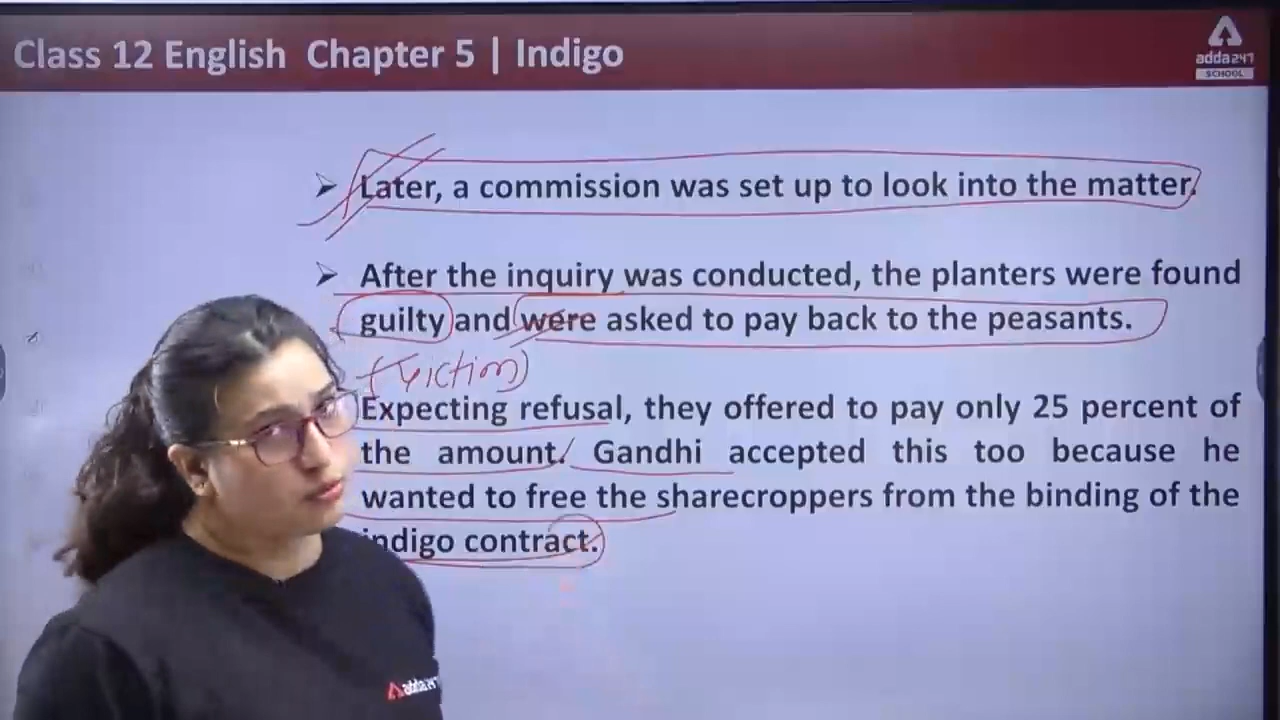 Class 12 English Chapter 5 | Indigo
adda247
SCHOOL
Later, a commission was set up to look into the matter.
After the inquiry was conducted, the planters were found
guilty and were asked to pay back to the peasants.
Expecting refusal, they offered to pay only 25 percent of
the amount. Gandhi accepted this too because he
wanted to free the sharecroppers from the binding of the
indigo contract.
adda247